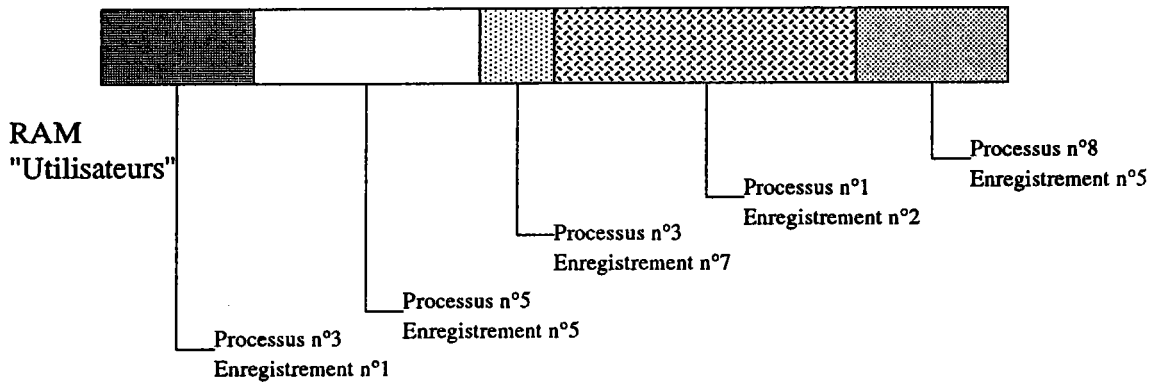 RAM
"Utilisateurs"
Processus n°8
Enregistrement n°5
Processus n°1
Enregistrement n°2
Processus n°3
Enregistrement n°7
Processus n°5
Enregistrement n°5
Processus n°3
Enregistrement n°1